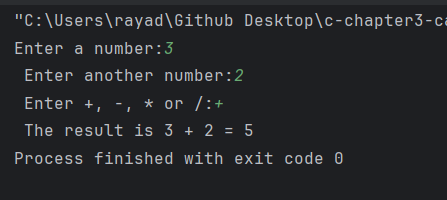 "C:\Users\rayad\Github Desktop\c-chapter3-ca
Enter a number:3
Enter another number:2
Enter +, -, * or /:+
The result is 3 + 2 = 5
Process finished with exit code 0